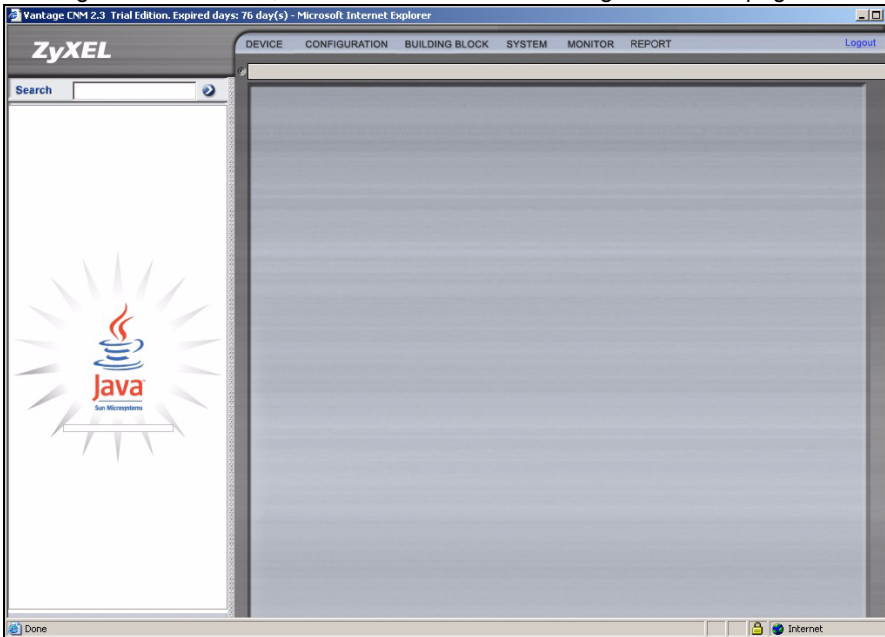 Vantage CNM 2.3 Trial Edition. Expired days: 76 day(s) - Microsoft Internet Explorer
ZyXEL
DEVICE CONFIGURATION BUILDING BLOCK SYSTEM MONITOR REPORT Logout
Search
Java
Sun Microsystems
Done Internet